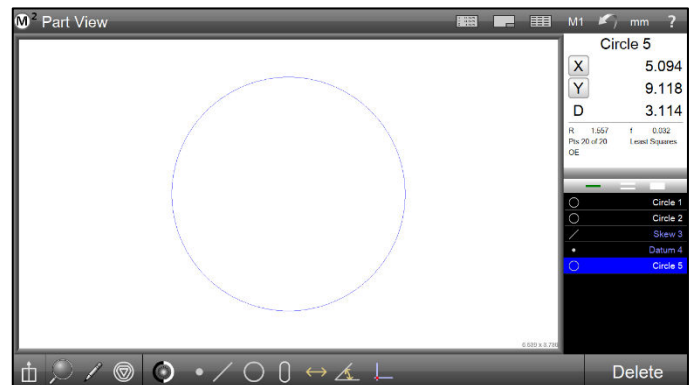 M² Part View M1 mm ?
Circle 5
X 5.094
Y 9.118
D 3.114
R 1.557 f 0.032
Pts 20 of 20 Least Squares
OE
Circle 1
Circle 2
Skew 3
Datum 4
Circle 5
Delete